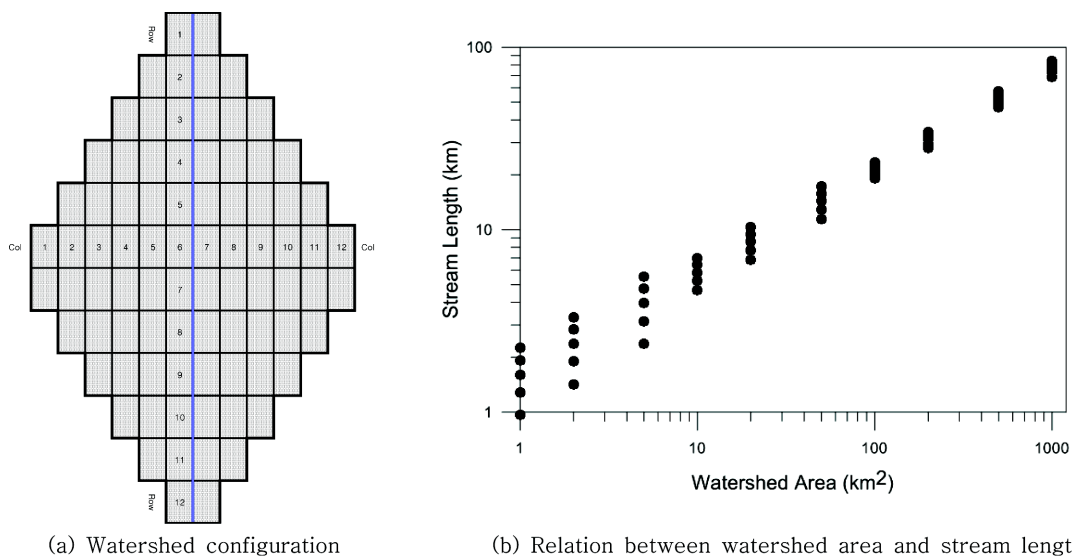 Row
1
2
3
4
5
Col 1 2 3 4 5 6 7 8 9 10 11 12 Col
7
8
9
10
11
Row
12
(a) Watershed configuration
100
10
1
Stream Length (km)
1 10 100 1000
Watershed Area (km2)
(b) Relation between watershed area and stream lengt